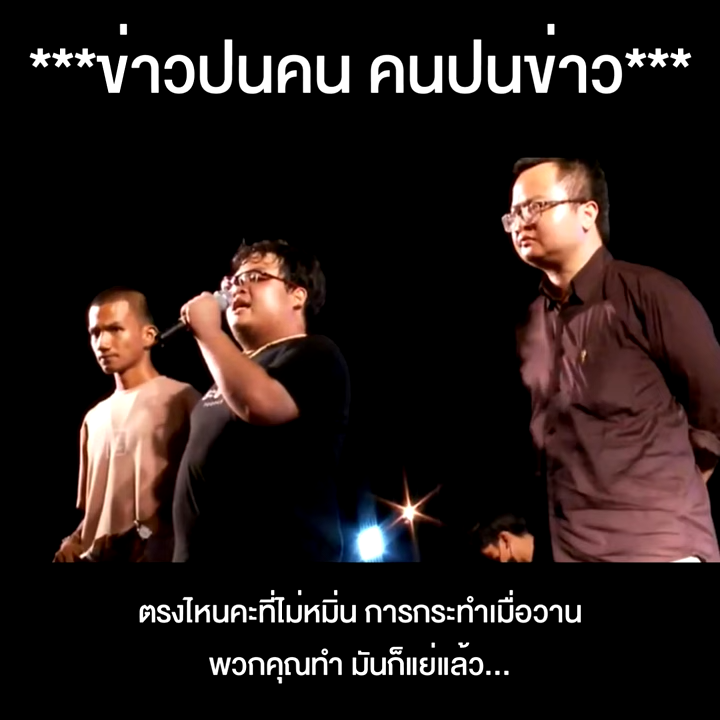 ***ข่าวปนคน คนปนข่าว***
ตรงไหนคะที่ไม่หมิ่น การกระทำเมื่อวาน
พวกคุณทำ มันก็แย่แล้ว...